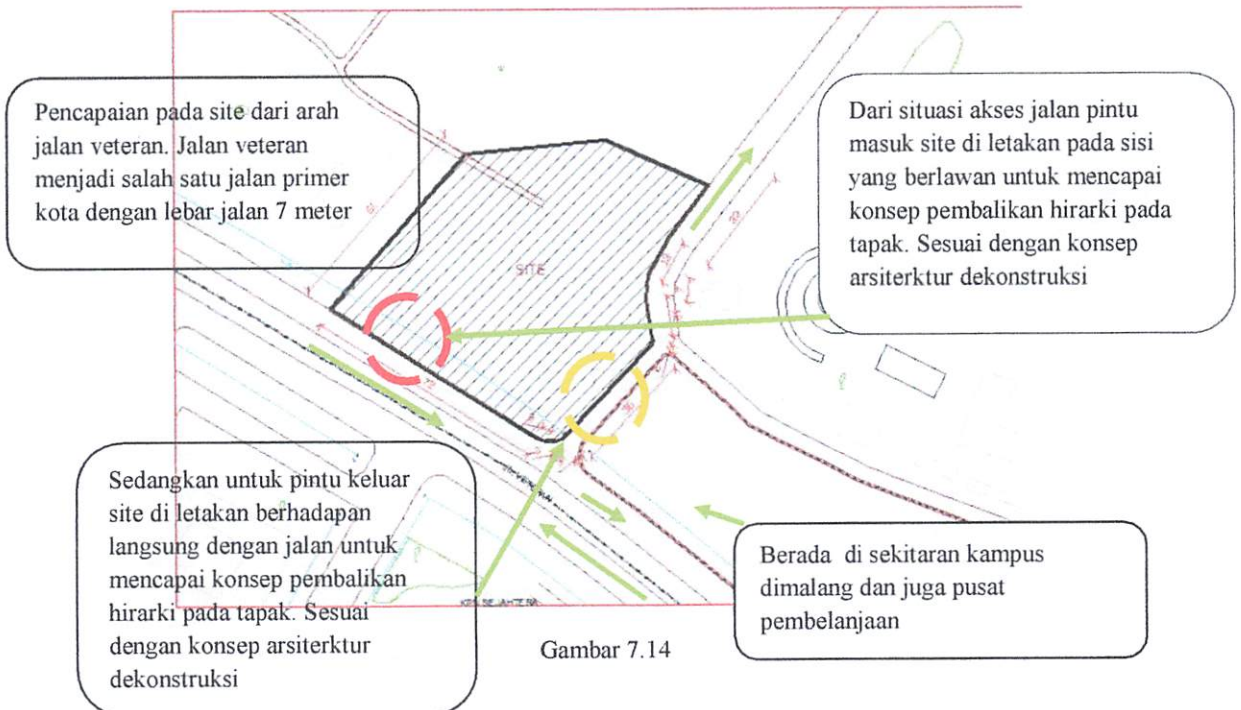 Pencapaian pada site dari arah
jalan veteran. Jalan veteran
menjadi salah satu jalan primer
kota dengan lebar jalan 7 meter
Dari situasi akses jalan pintu
masuk site di letakan pada sisi
yang berlawan untuk mencapai
konsep pembalikan hirarki pada
tapak. Sesuai dengan konsep
arsiterktur dekonstruksi
SITE
72
Sedangkan untuk pintu keluar
site di letakan berhadapan
langsung dengan jalan untuk
mencapai konsep pembalikan
hirarki pada tapak. Sesuai
dengan konsep arsiterktur
dekonstruksi
Berada di sekitaran kampus
dimalang dan juga pusat
pembelanjaan
Gambar 7.14